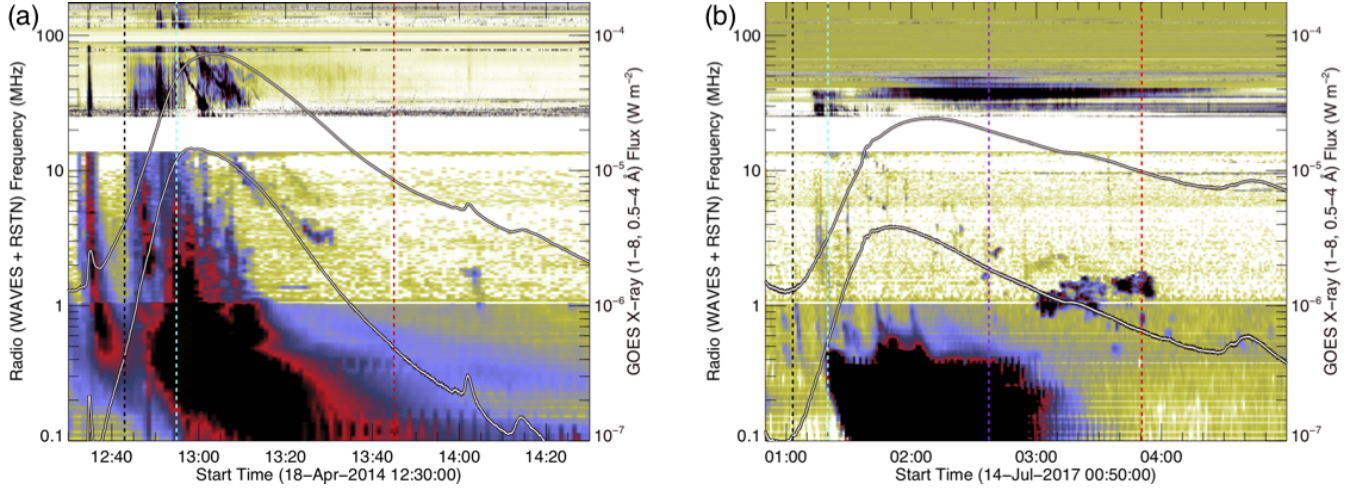 (a)
100
10
1
0.1
Radio (WAVES + RSTN) Frequency (MHz)
10⁻⁴
10⁻⁵
10⁻⁶
10⁻⁷
GOES X-ray (1–8, 0.5–4 Å) Flux (W m⁻²)
12:40 13:00 13:20 13:40 14:00 14:20
Start Time (18–Apr–2014 12:30:00)
(b)
100
10
1
0.1
Radio (WAVES + RSTN) Frequency (MHz)
10⁻⁴
10⁻⁵
10⁻⁶
10⁻⁷
GOES X-ray (1–8, 0.5–4 Å) Flux (W m⁻²)
01:00 02:00 03:00 04:00
Start Time (14–Jul–2017 00:50:00)